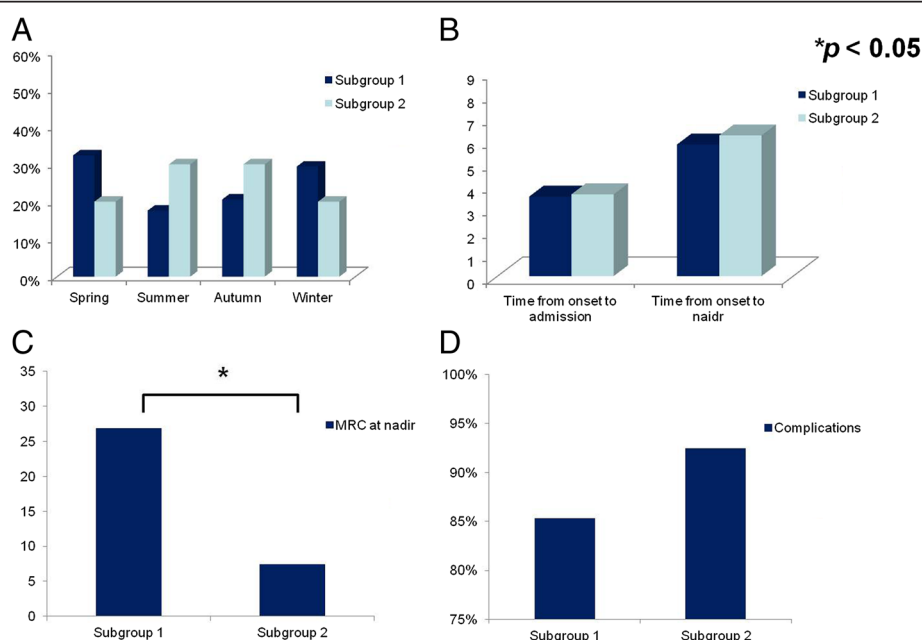 A
60%
50%
40%
30%
20%
10%
0%
Subgroup 1
Subgroup 2
Spring
Summer
Autumn
Winter
B
*p < 0.05
9
8
7
6
5
4
3
2
1
0
Subgroup 1
Subgroup 2
Time from onset to
admission
Time from onset to
naidr
C
35
30
25
20
15
10
5
0
*
MRC at nadir
Subgroup 1
Subgroup 2
D
100%
95%
90%
85%
80%
75%
Complications
Subgroup 1
Subgroup 2